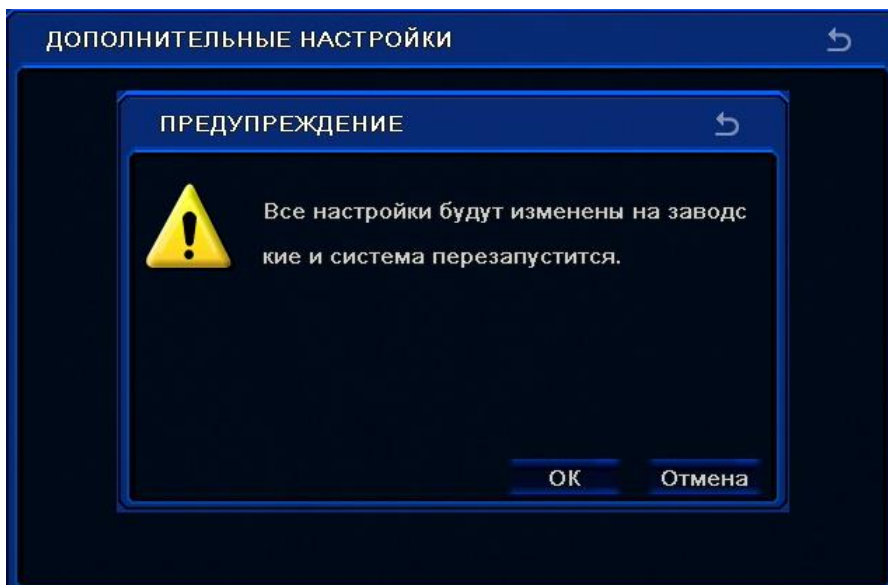 ДОПОЛНИТЕЛЬНЫЕ НАСТРОЙКИ
ПРЕДУПРЕЖДЕНИЕ
Все настройки будут изменены на заводс
кие и система перезапустится.
ОК Отмена